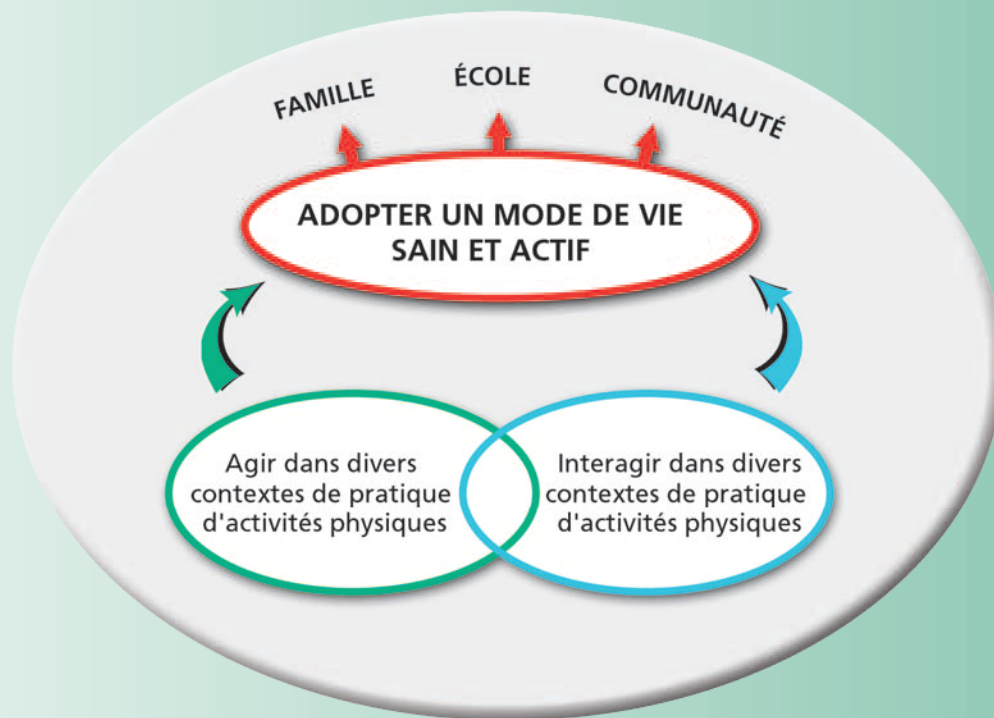 FAMILLE
ÉCOLE
COMMUNAUTÉ
ADOPTER UN MODE DE VIE
SAIN ET ACTIF
Agir dans divers
contextes de pratique
d'activités physiques
Interagir dans divers
contextes de pratique
d'activités physiques